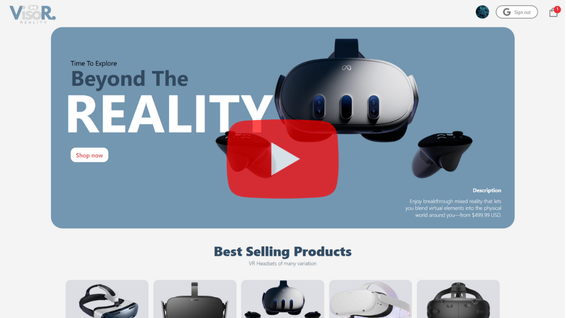 VisoR.
REALITY
Sign out
Time To Explore
Beyond The
REALITY
Shop now
Description
Enjoy breakthrough mixed reality that lets
you blend virtual elements into the physical
world around you—from $499.99 USD.
Best Selling Products
VR Headsets of many variation